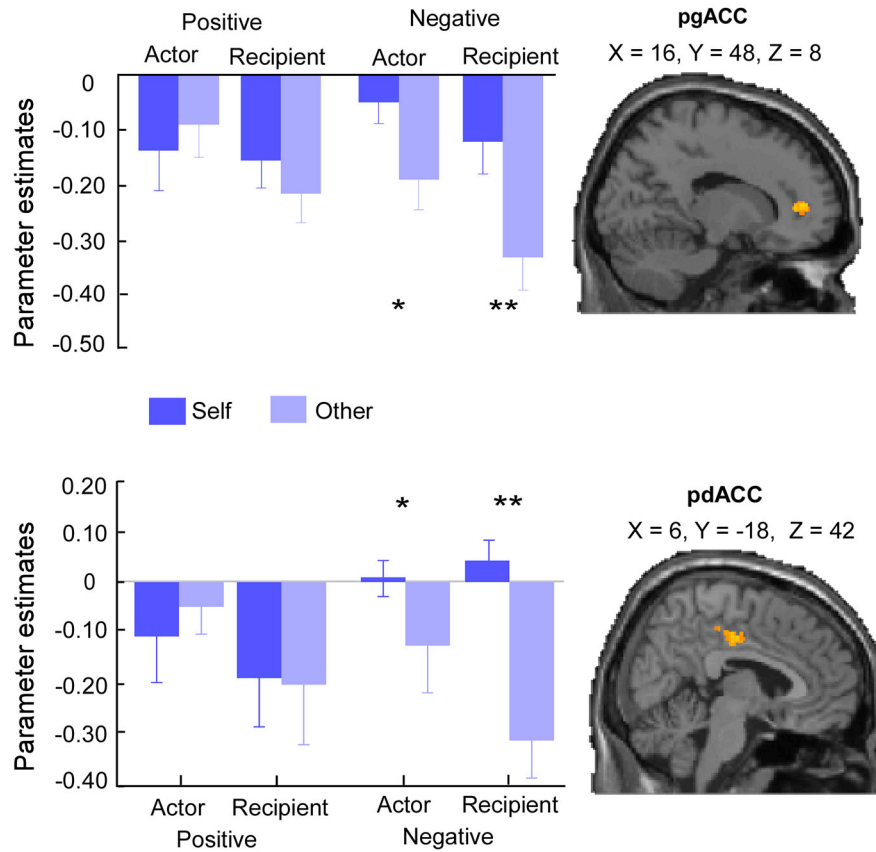 Positive Negative
Actor Recipient Actor Recipient
pgACC
X = 16, Y = 48, Z = 8
Parameter estimates
0
-0.10
-0.20
-0.30
-0.40
-0.50
* **
Self Other
pdACC
X = 6, Y = -18, Z = 42
Parameter estimates
0.20
0.10
0
-0.10
-0.20
-0.30
-0.40
* **
Actor Recipient Actor Recipient
Positive Negative